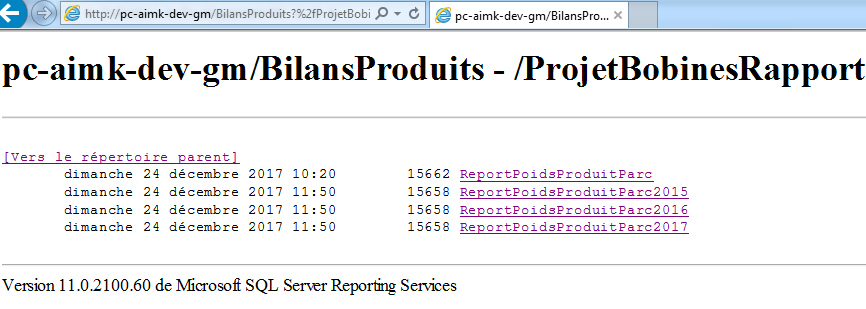 http://pc-aimk-dev-gm/BilansProduits?%2fProjetBobi
pc-aimk-dev-gm/BilansPro...
pc-aimk-dev-gm/BilansProduits - /ProjetBobinesRapport
[Vers le répertoire parent]
dimanche 24 décembre 2017 10:20 15662 ReportPoidsProduitParc
dimanche 24 décembre 2017 11:50 15658 ReportPoidsProduitParc2015
dimanche 24 décembre 2017 11:50 15658 ReportPoidsProduitParc2016
dimanche 24 décembre 2017 11:50 15658 ReportPoidsProduitParc2017
Version 11.0.2100.60 de Microsoft SQL Server Reporting Services